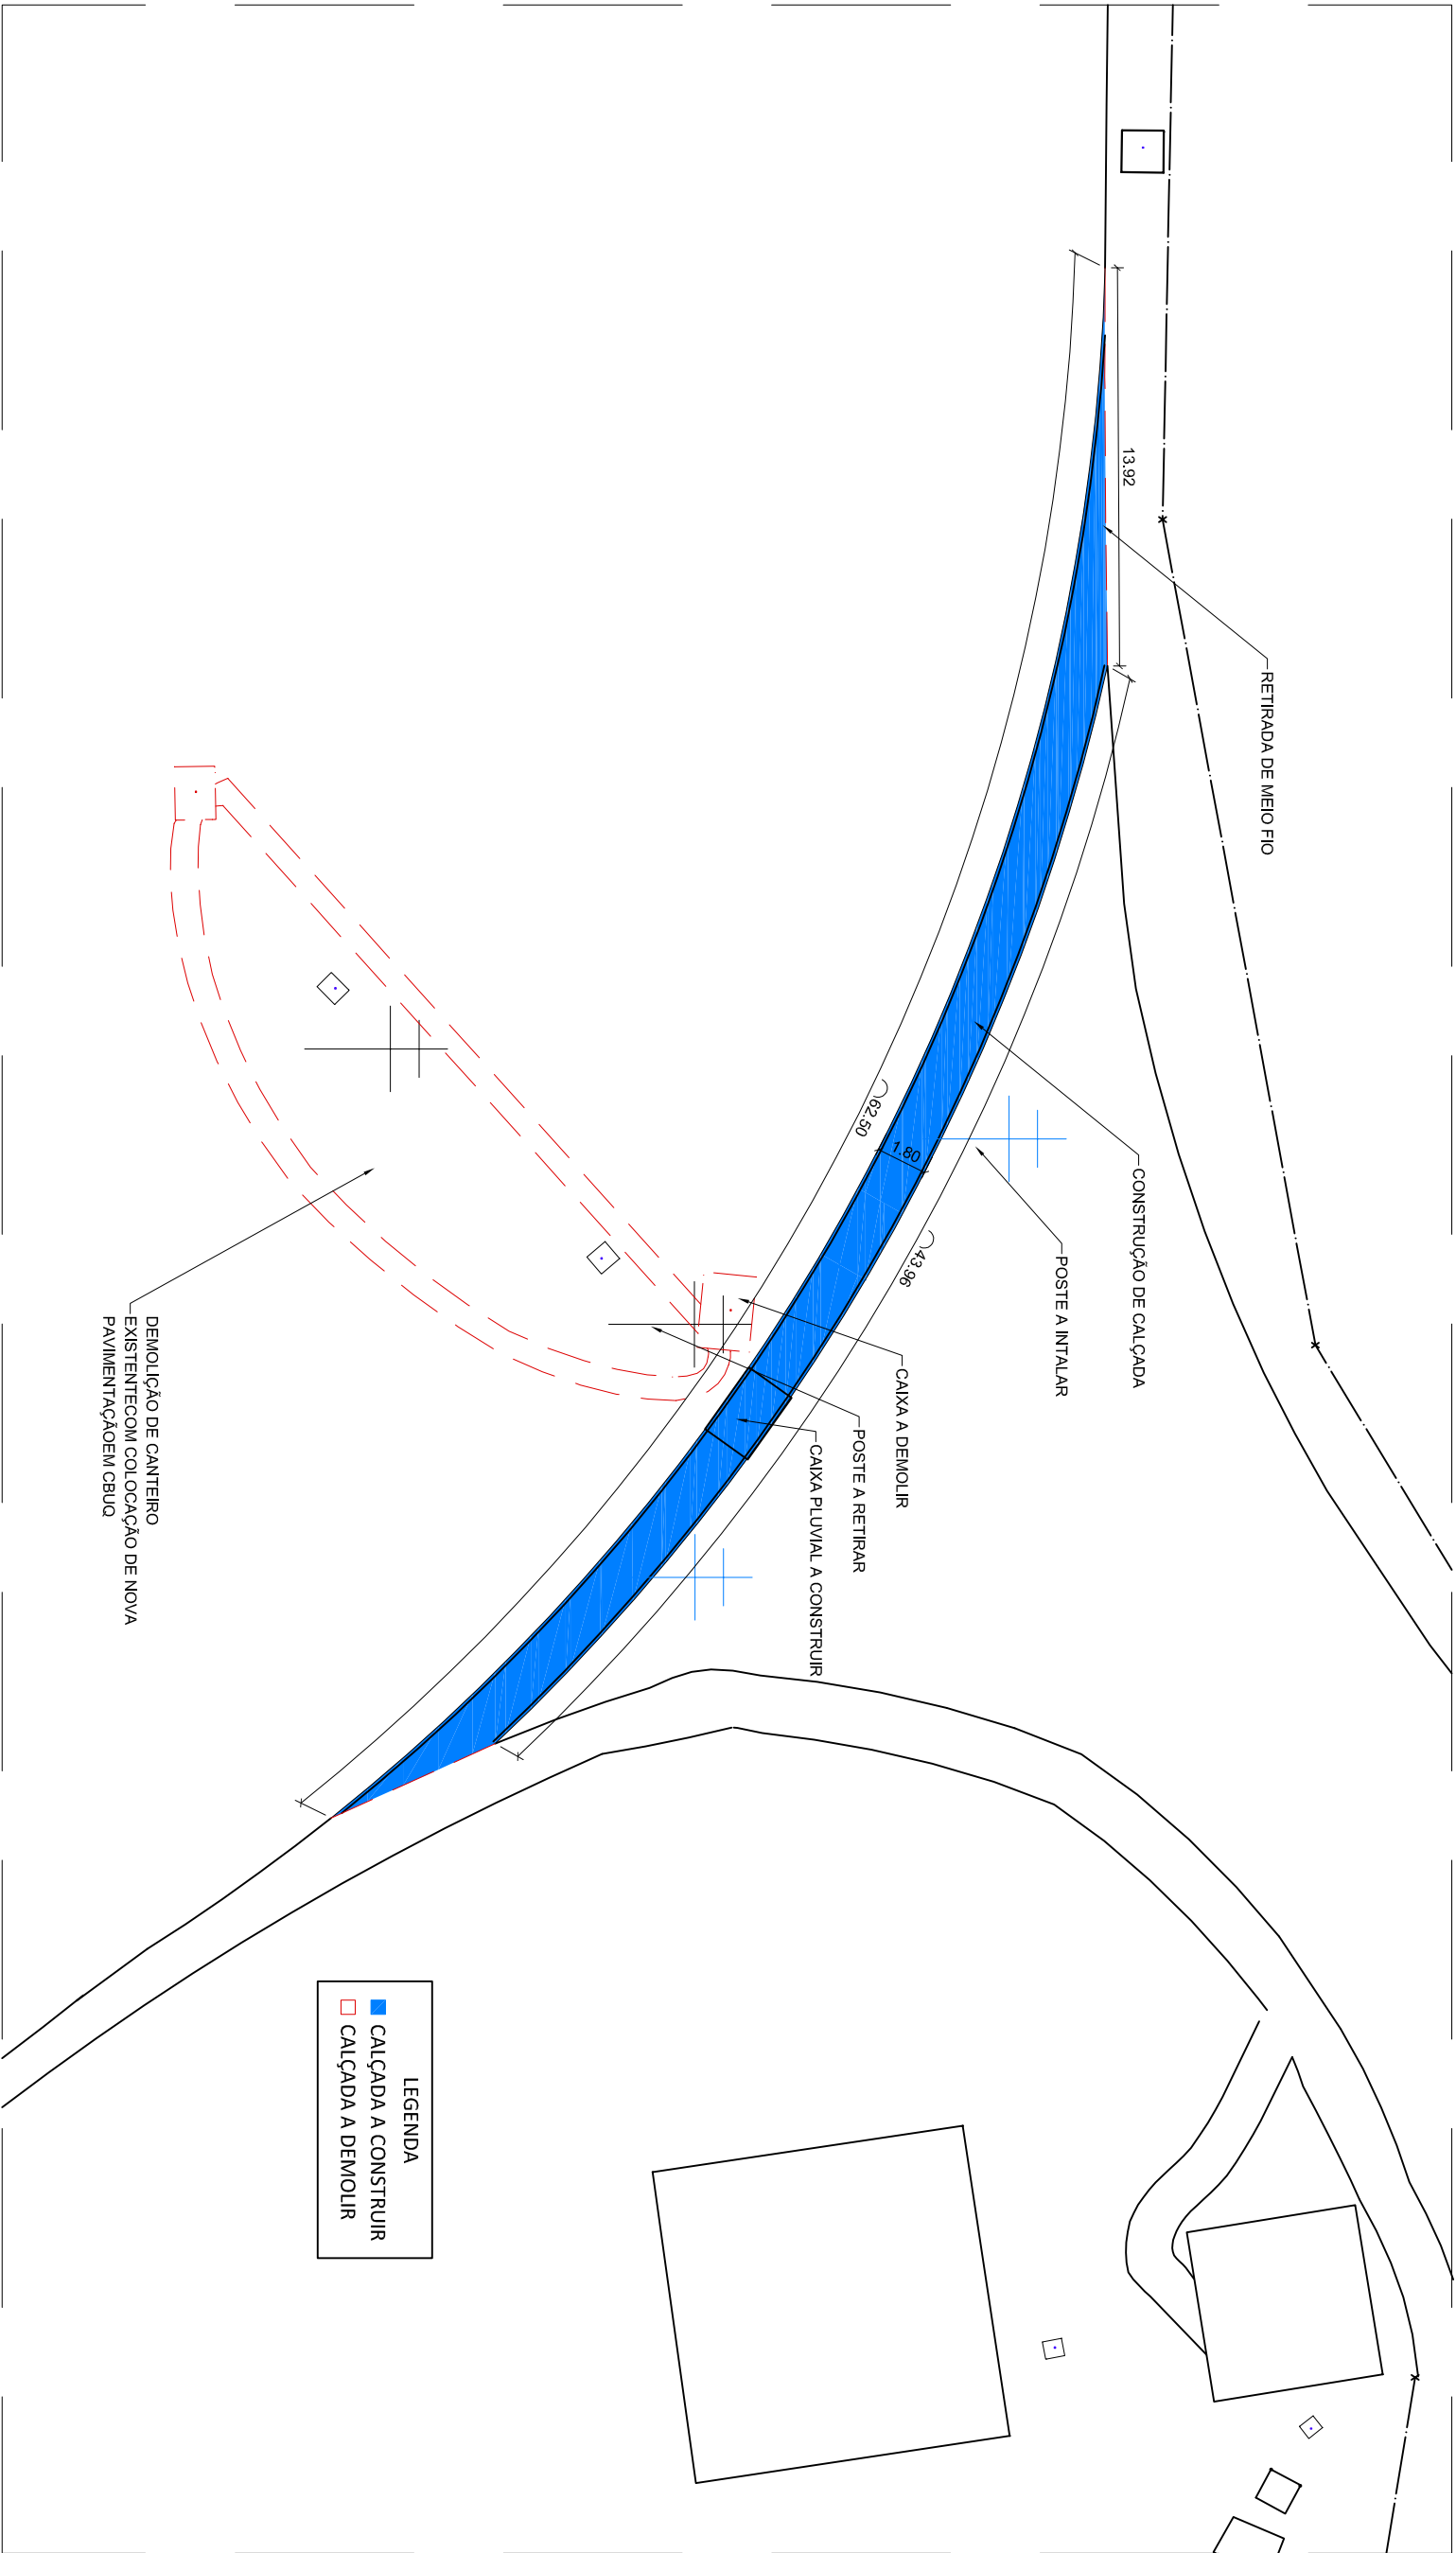 13.92
RETIRADA DE MEIO FIO
62.50
1.80
43.96
CONSTRUÇÃO DE CALÇADA
POSTE A INTALAR
CAIXA A DEMOLIR
POSTE A RETIRAR
CAIXA PLUVIAL A CONSTRUIR
DEMOLIÇÃO DE CANTEIRO
EXISTENTECOM COLOCAÇÃO DE NOVA
PAVIMENTAÇÃOEM CBUQ
LEGENDA
CALÇADA A CONSTRUIR
CALÇADA A DEMOLIR